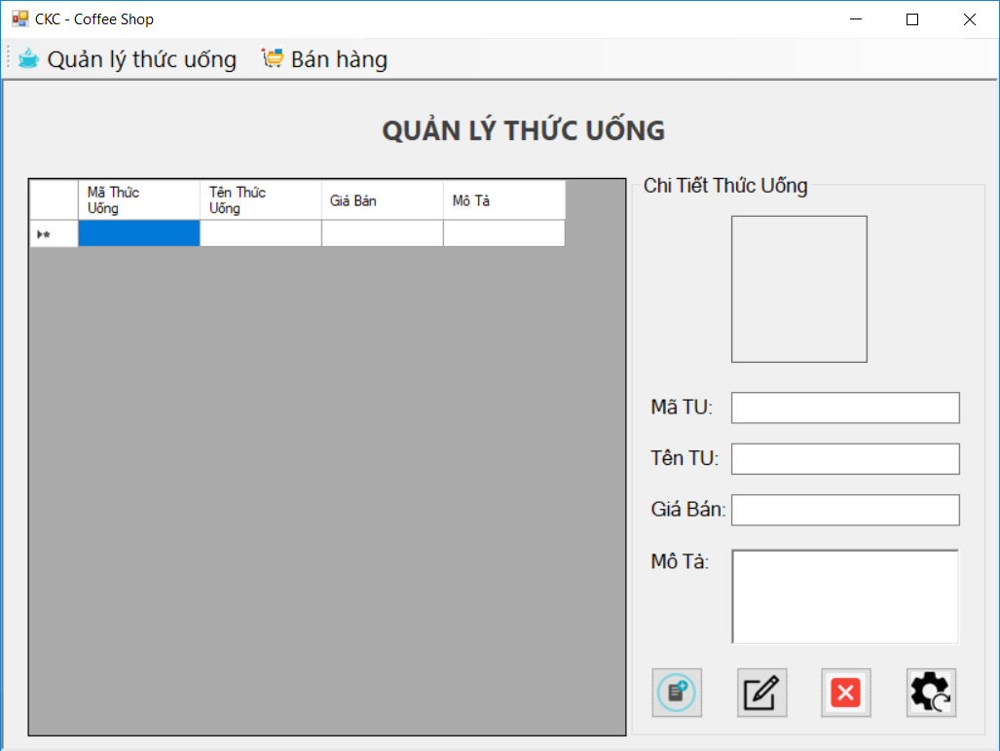 CKC - Coffee Shop
Quản lý thức uống Bán hàng
QUẢN LÝ THỨC UỐNG
Mã Thức
Uống
Tên Thức
Uống
Giá Bán
Mô Tả
Chi Tiết Thức Uống
Mã TU:
Tên TU:
Giá Bán:
Mô Tả: